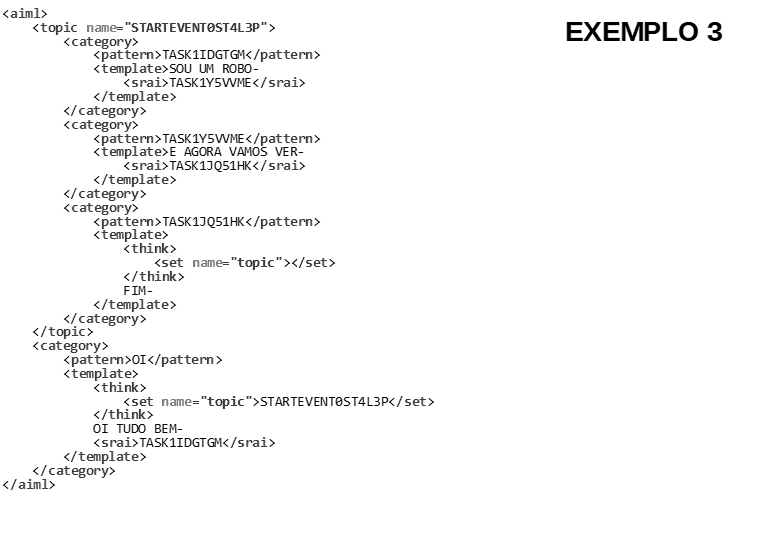 <aiml>
<topic name="STARTEVENT0ST4L3P">
<category>
<pattern>TASK1IDGTGM</pattern>
<template>SOU UM ROBO-
<srai>TASK1Y5VVME</srai>
</template>
</category>
<category>
<pattern>TASK1Y5VVME</pattern>
<template>E AGORA VAMOS VER-
<srai>TASK1JQ51HK</srai>
</template>
</category>
<category>
<pattern>TASK1JQ51HK</pattern>
<template>
<think>
<set name="topic"></set>
</think>
FIM-
</template>
</category>
</topic>
<category>
<pattern>OI</pattern>
<template>
<think>
<set name="topic">STARTEVENT0ST4L3P</set>
</think>
OI TUDO BEM-
<srai>TASK1IDGTGM</srai>
</template>
</category>
</aiml>
EXEMPLO 3